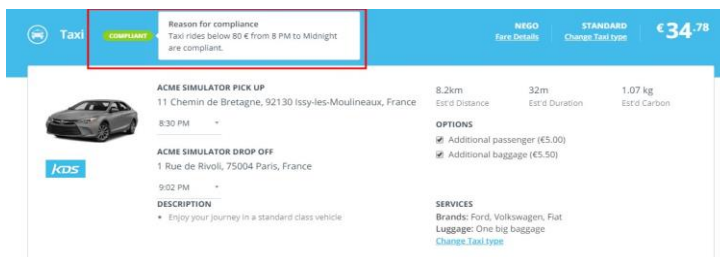 Taxi
COMPLIANT
Reason for compliance
Taxi rides below 80 € from 8 PM to Midnight
are compliant.
NEGO
Fare Details
STANDARD
Change Taxi type
€34.78
ACME SIMULATOR PICK UP
11 Chemin de Bretagne, 92130 Issy-les-Moulineaux, France
8:30 PM
ACME SIMULATOR DROP OFF
1 Rue de Rivoli, 75004 Paris, France
9:02 PM
DESCRIPTION
Enjoy your journey in a standard class vehicle
kDS
8.2km
Est'd Distance
32m
Est'd Duration
1.07 kg
Est'd Carbon
OPTIONS
Additional passenger (€5.00)
Additional baggage (€5.50)
SERVICES
Brands: Ford, Volkswagen, Fiat
Luggage: One big baggage
Change Taxi type